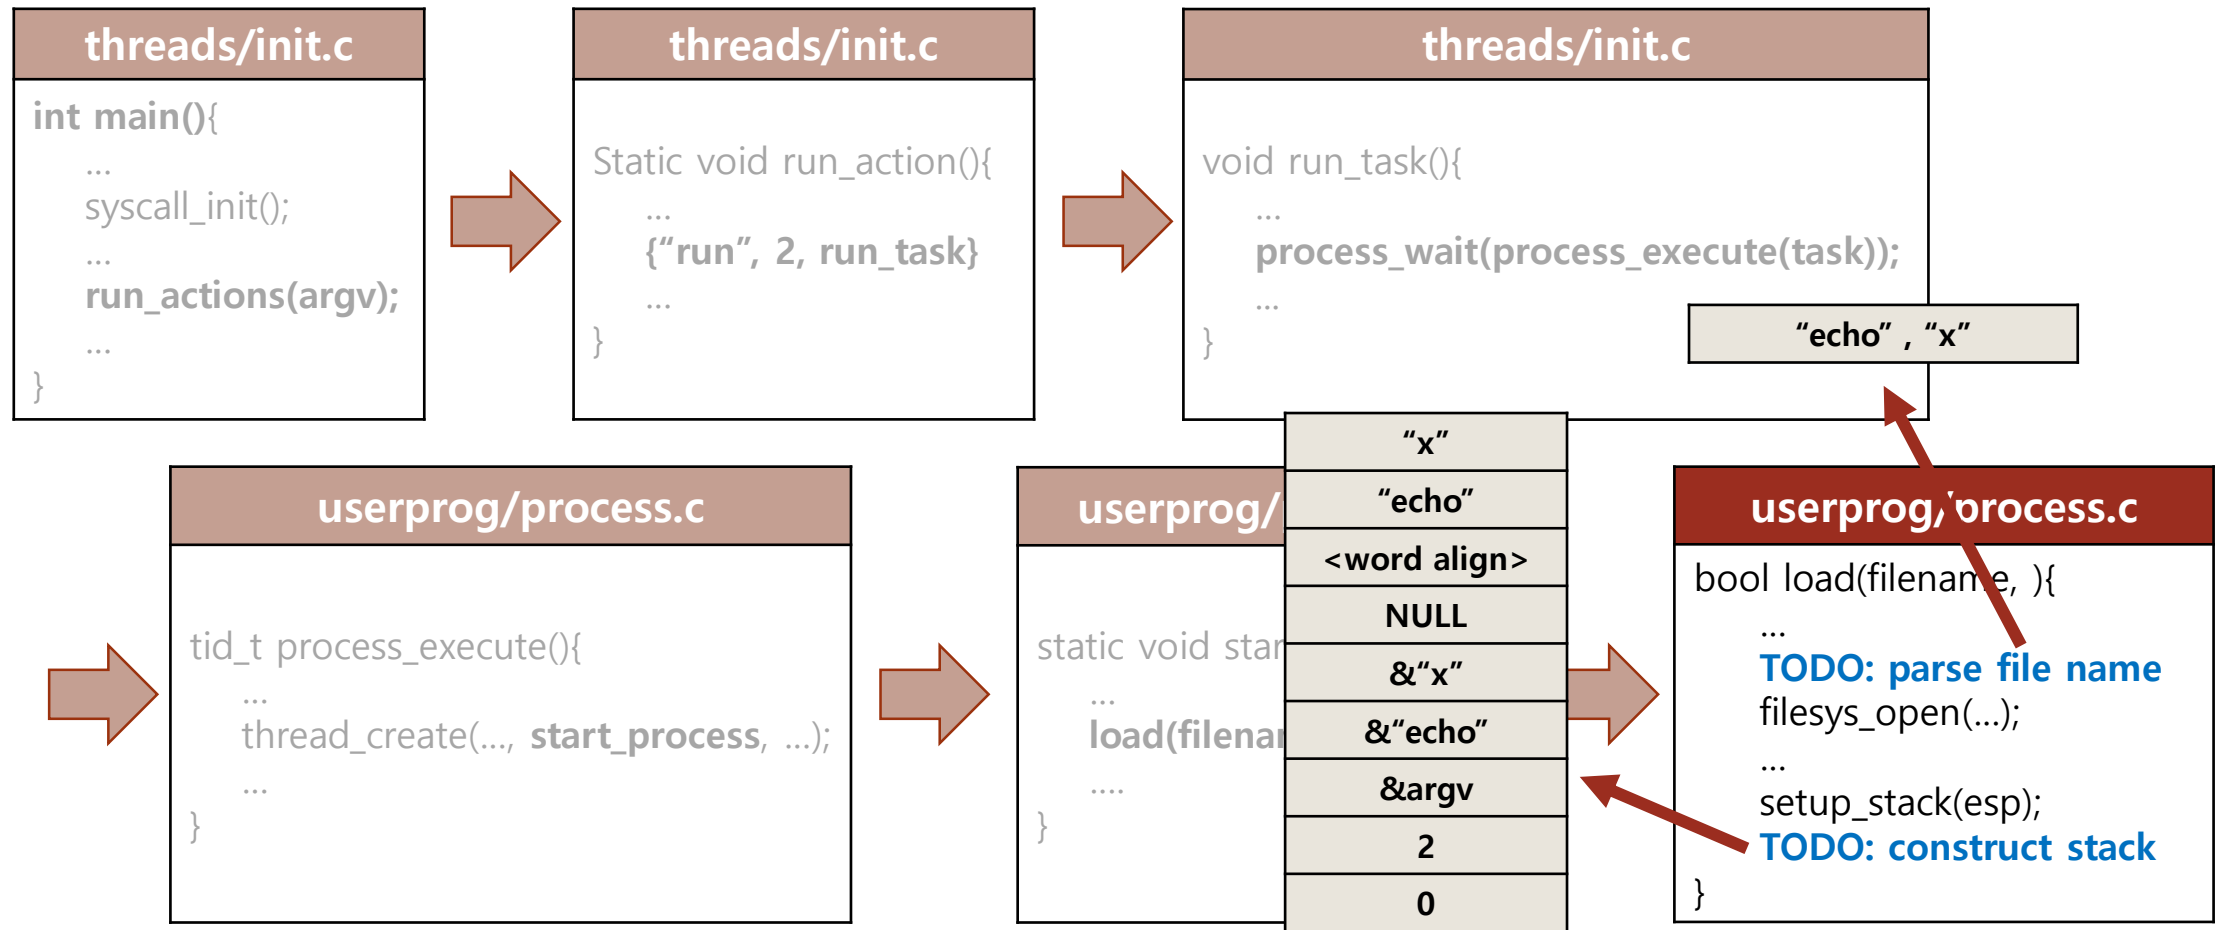 threads/init.c
int main(){
...
syscall_init();
...
run_actions(argv);
...
}
threads/init.c
Static void run_action(){
...
{“run”, 2, run_task}
...
}
threads/init.c
void run_task(){
...
process_wait(process_execute(task));
...
}
“echo” , “x”
userprog/process.c
tid_t process_execute(){
...
thread_create(..., start_process, ...);
...
}
userprog/
static void star
...
load(filenar
....
}
“x”
“echo”
<word align>
NULL
&“x”
&“echo”
&argv
2
0
userprog/process.c
bool load(filename, ){
...
TODO: parse file name
filesys_open(...);
...
setup_stack(esp);
TODO: construct stack
}